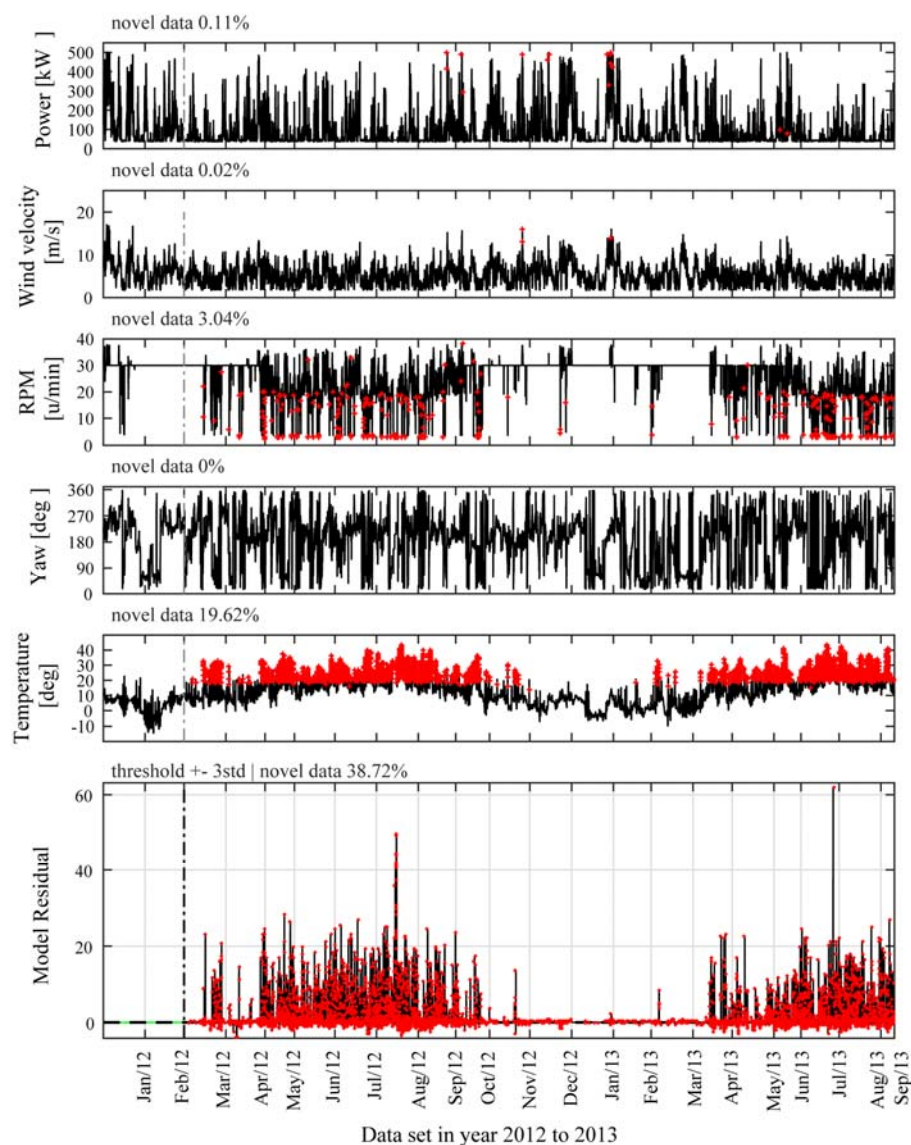 novel data 0.11%
Power [kW ]
500
400
300
200
100
0
novel data 0.02%
Wind velocity
[m/s]
20
10
0
novel data 3.04%
RPM
[u/min]
40
30
20
10
0
novel data 0%
Yaw [deg ]
360
270
180
90
0
novel data 19.62%
Temperature
[deg]
40
30
20
10
0
-10
threshold +- 3std | novel data 38.72%
Model Residual
60
40
20
0
Jan/12
Feb/12
Mar/12
Apr/12
May/12
Jun/12
Jul/12
Aug/12
Sep/12
Oct/12
Nov/12
Dec/12
Jan/13
Feb/13
Mar/13
Apr/13
May/13
Jun/13
Jul/13
Aug/13
Sep/13
Data set in year 2012 to 2013